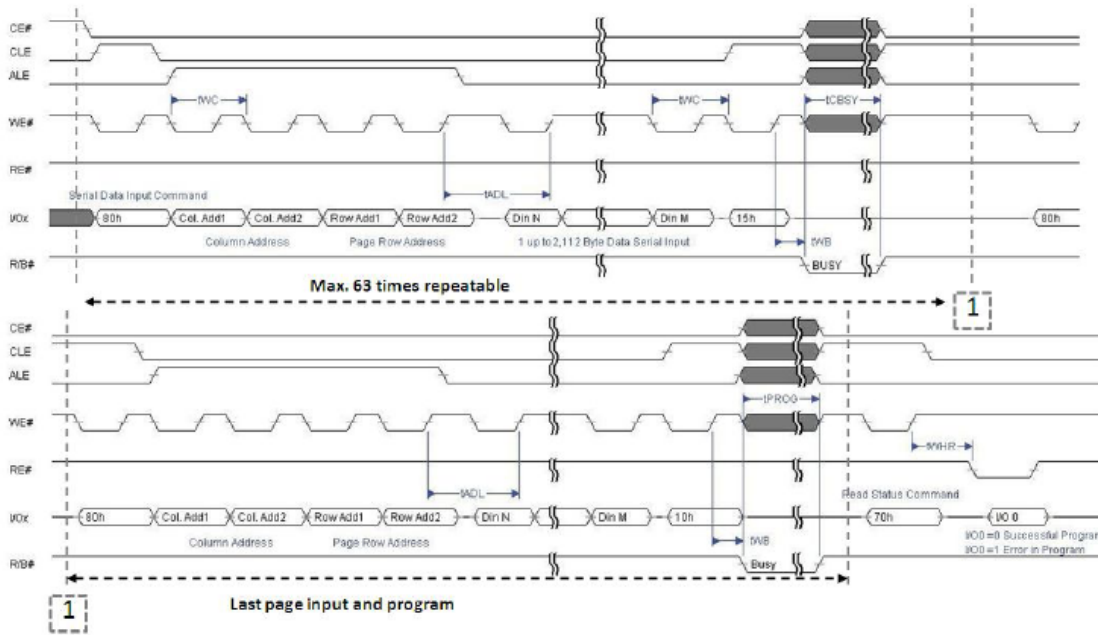 CE#
CLE
ALE
tWC tWC tCBSY
WE#
RE#
tADL
Serial Data Input Command
I/Ox 80h Col. Add1 Col. Add2 Row Add1 Row Add2 Din N Din M 15h 80h
Column Address Page Row Address 1 up to 2,112 Byte Data Serial Input tWB
R/B# BUSY
Max. 63 times repeatable
1
CE#
CLE
ALE
tPROG
WE#
tWHR
RE#
tADL
Read Status Command
I/Ox 80h Col. Add1 Col. Add2 Row Add1 Row Add2 Din N Din M 10h 70h I/O 0
Column Address Page Row Address tWB I/O0=0 Successful Program
I/O0=1 Error in Program
R/B# Busy
1
Last page input and program